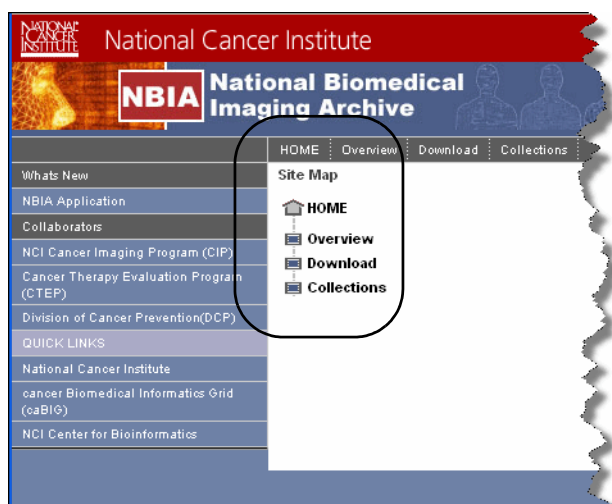 NATIONAL
CANCER
INSTITUTE
National Cancer Institute
NBIA
National Biomedical
Imaging Archive
HOME Overview Download Collections
Whats New
NBIA Application
Collaborators
NCI Cancer Imaging Program (CIP)
Cancer Therapy Evaluation Program
(CTEP)
Division of Cancer Prevention(DCP)
QUICK LINKS
National Cancer Institute
cancer Biomedical Informatics Grid
(caBIG)
NCI Center for Bioinformatics
Site Map
HOME
Overview
Download
Collections